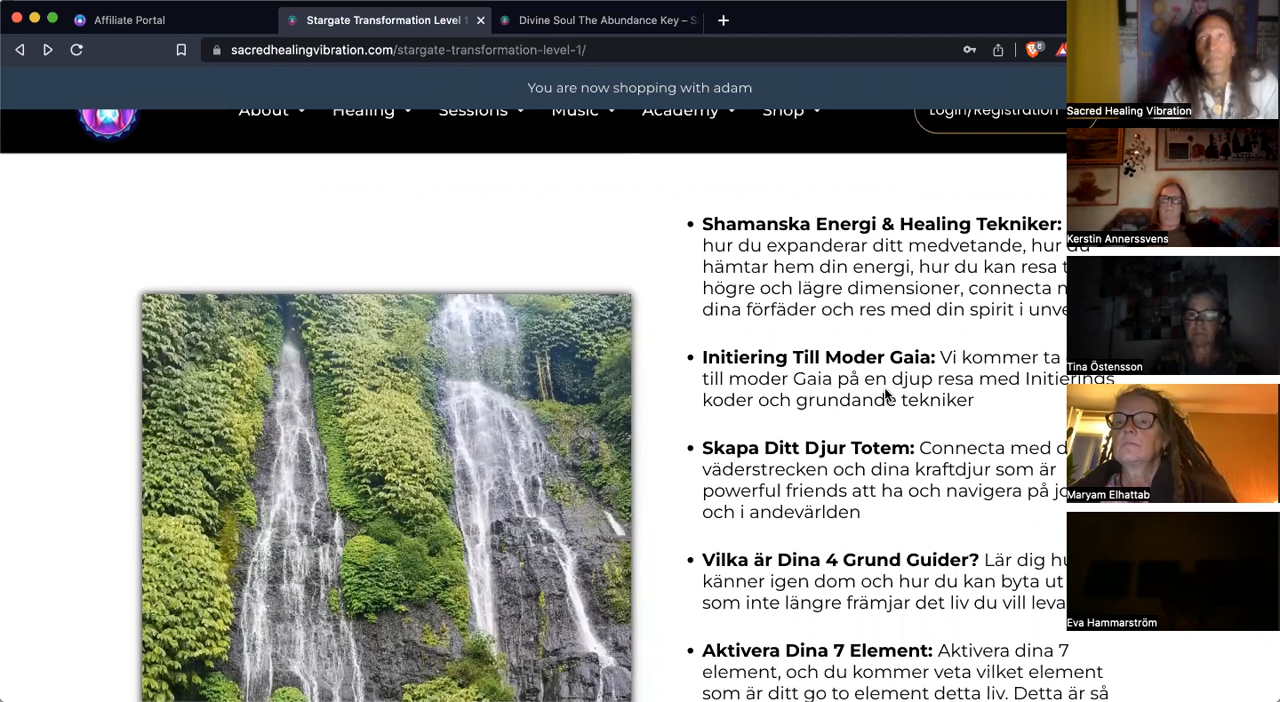 Affiliate Portal
Stargate Transformation Level 1
Divine Soul The Abundance Key – S
sacredhealingvibration.com/stargate-transformation-level-1/
You are now shopping with adam
About Healing Sessions Music Academy Shop Login/Registration
Shamanska Energi & Healing Tekniker:
hur du expanderar ditt medvetande, hur du
hämtar hem din energi, hur du kan resa t
högre och lägre dimensioner, connecta m
dina förfäder och res med din spirit i unve
Initiering Till Moder Gaia: Vi kommer ta
till moder Gaia på en djup resa med Initierings
koder och grundande tekniker
Skapa Ditt Djur Totem: Connecta med d
väderstrecken och dina kraftdjur som är
powerful friends att ha och navigera på jo
och i andevärlden
Vilka är Dina 4 Grund Guider? Lär dig hu
känner igen dom och hur du kan byta ut
som inte längre främjar det liv du vill leva
Aktivera Dina 7 Element: Aktivera dina 7
element, och du kommer veta vilket element
som är ditt go to element detta liv. Detta är så
Sacred Healing Vibration
Kerstin Annerssvens
Tina Östensson
Maryam Elhattab
Eva Hammarström